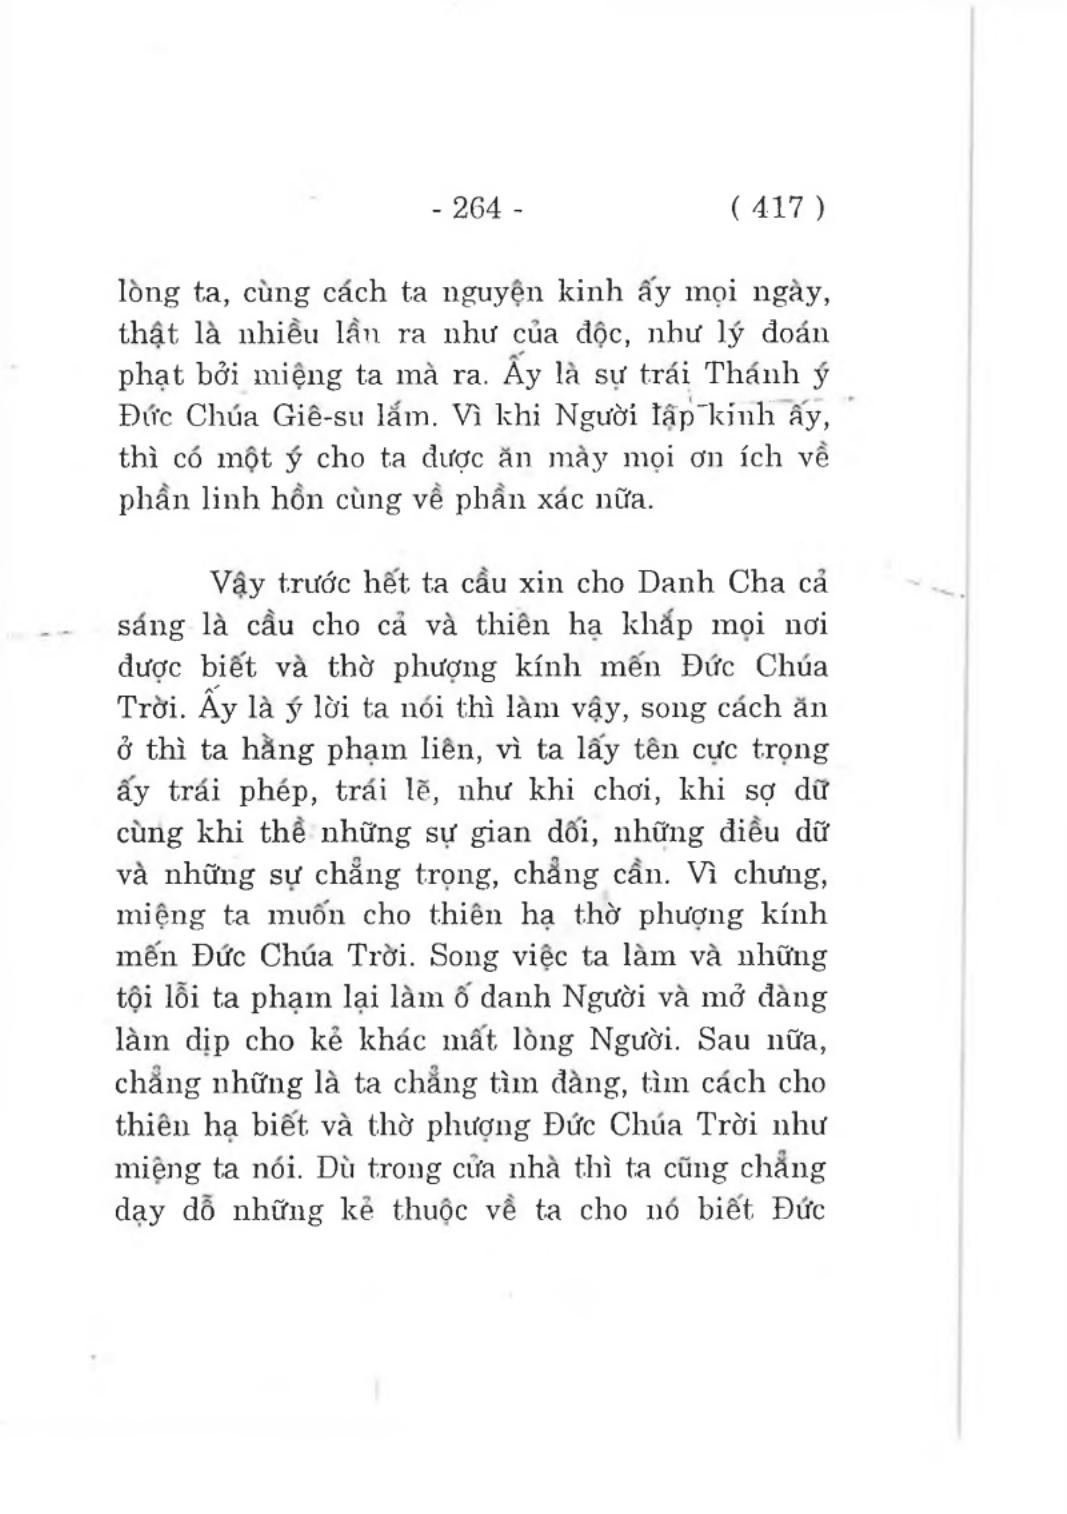 - 264 - ( 417 )
lòng ta, cùng cách ta nguyện kinh ấy mọi ngày,
thật là nhiều lần ra như của độc, như lý đoán
phạt bởi miệng ta mà ra. Ấy là sự trái Thánh ý
Đức Chúa Giê-su lắm. Vì khi Người lập kinh ấy,
thì có một ý cho ta được ăn mày mọi ơn ích về
phần linh hồn cùng về phần xác nữa.
Vậy trước hết ta cầu xin cho Danh Cha cả
sáng là cầu cho cả và thiên hạ khắp mọi nơi
được biết và thờ phượng kính mến Đức Chúa
Trời. Ấy là ý lời ta nói thì làm vậy, song cách ăn
ở thì ta hằng phạm liên, vì ta lấy tên cực trọng
ấy trái phép, trái lẽ, như khi chơi, khi sợ dữ
cùng khi thề những sự gian dối, những điều dữ
và những sự chẳng trọng, chẳng cần. Vì chưng,
miệng ta muốn cho thiên hạ thờ phượng kính
mến Đức Chúa Trời. Song việc ta làm và những
tội lỗi ta phạm lại làm ố danh Người và mở đàng
làm dịp cho kẻ khác mất lòng Người. Sau nữa,
chẳng những là ta chẳng tìm đàng, tìm cách cho
thiên hạ biết và thờ phượng Đức Chúa Trời như
miệng ta nói. Dù trong cửa nhà thì ta cũng chẳng
dạy dỗ những kẻ thuộc về ta cho nó biết Đức